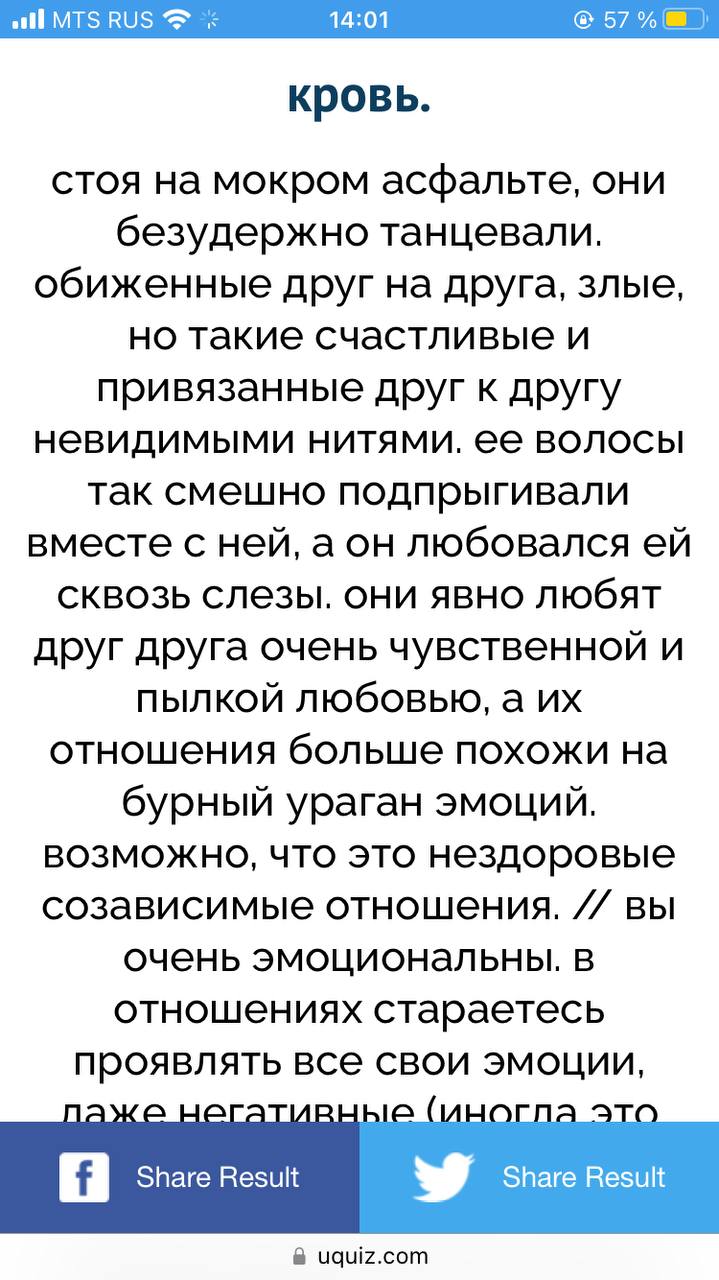 MTS RUS 14:01 57 %
кровь.
стоя на мокром асфальте, они
безудержно танцевали.
обиженные друг на друга, злые,
но такие счастливые и
привязанные друг к другу
невидимыми нитями. ее волосы
так смешно подпрыгивали
вместе с ней, а он любовался ей
сквозь слезы. они явно любят
друг друга очень чувственной и
пылкой любовью, а их
отношения больше похожи на
бурный ураган эмоций.
возможно, что это нездоровые
созависимые отношения. // вы
очень эмоциональны. в
отношениях стараетесь
проявлять все свои эмоции,
даже негативные (иногда это
f Share Result Share Result
uquiz.com